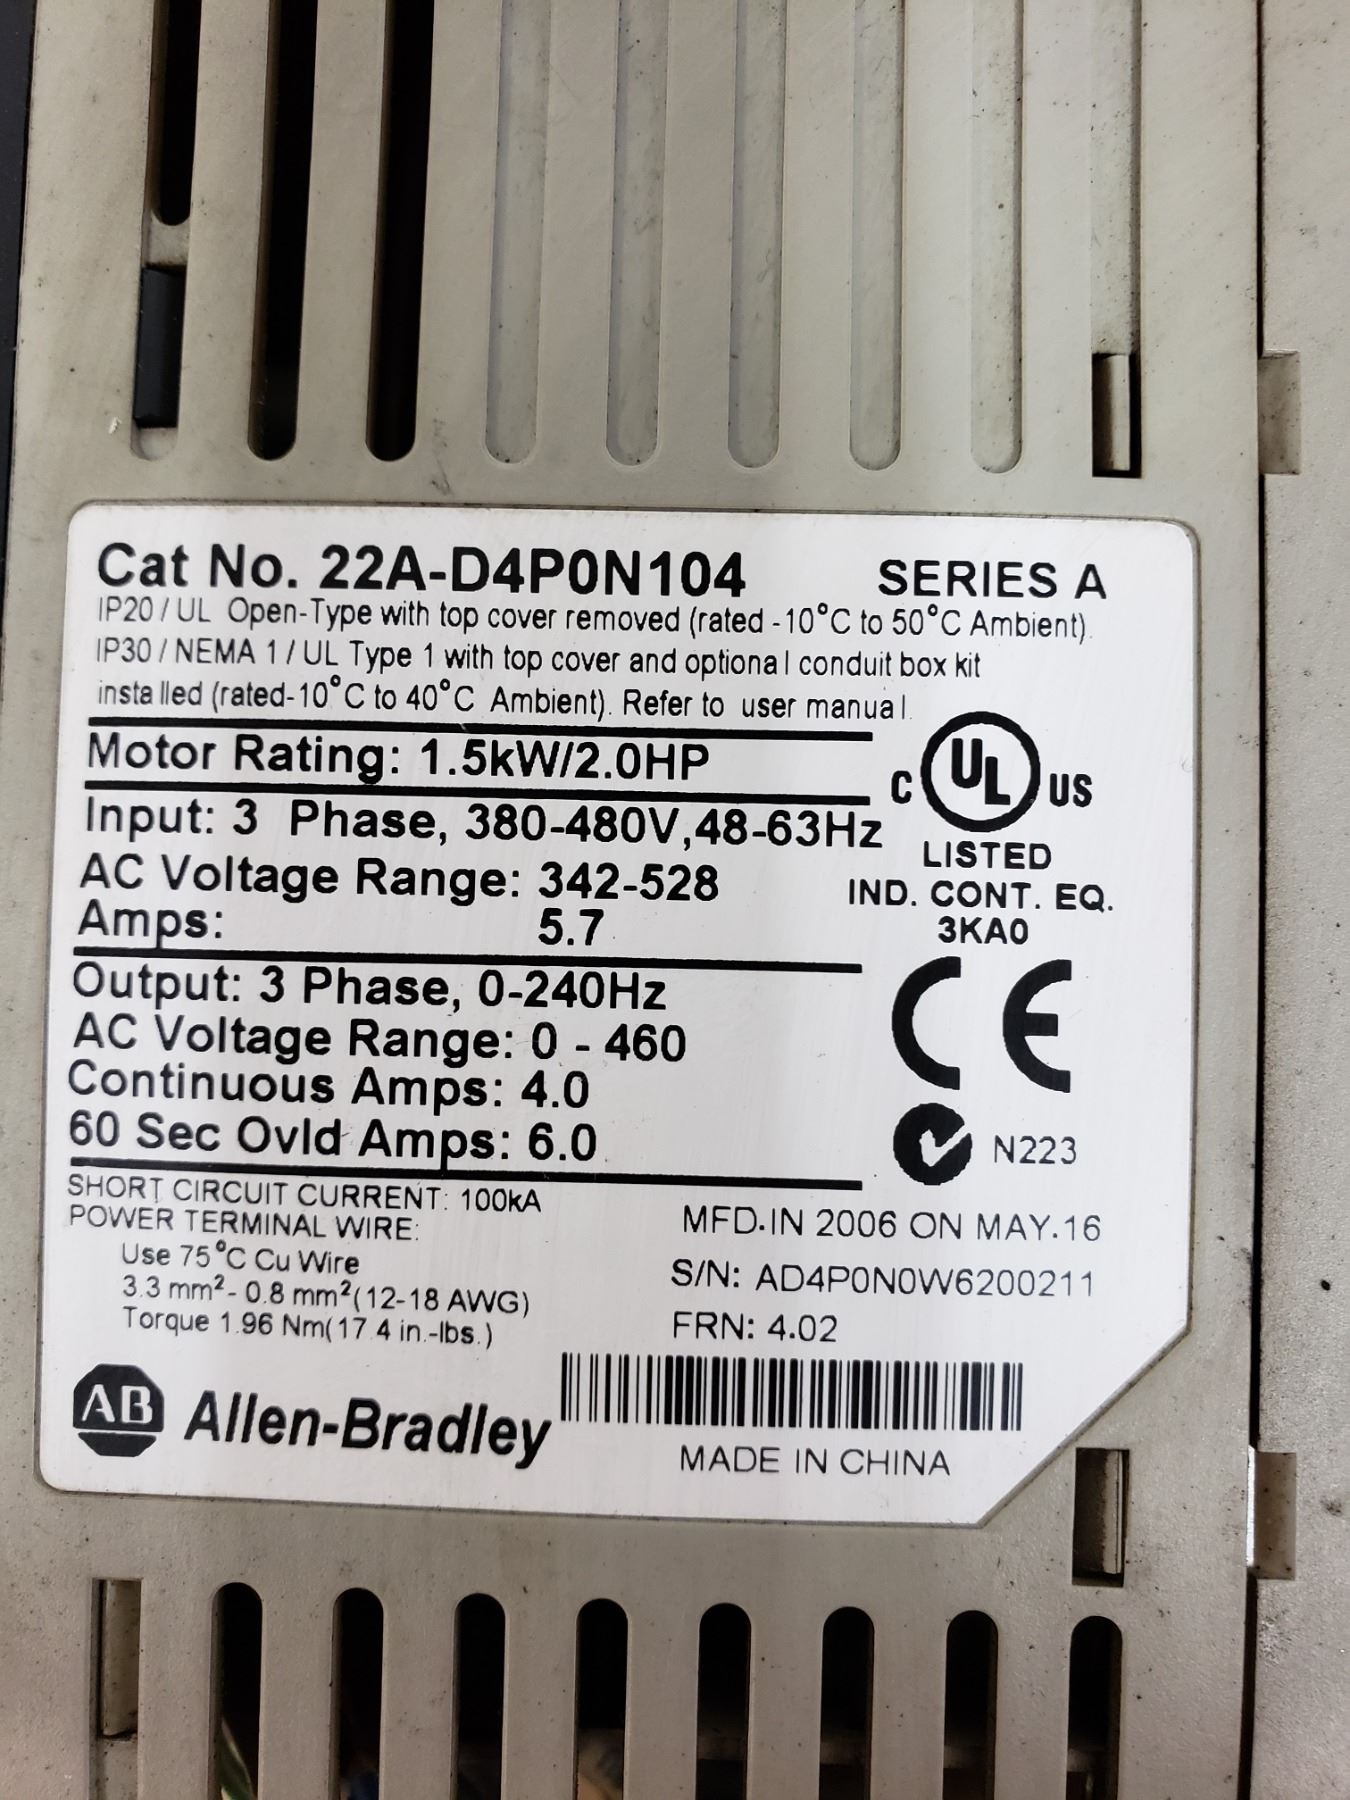 Cat No. 22A-D4P0N104 SERIES A
IP20 / UL Open-Type with top cover removed (rated -10°C to 50°C Ambient).
IP30 / NEMA 1 / UL Type 1 with top cover and optional conduit box kit
installed (rated-10°C to 40°C Ambient). Refer to user manual.
Motor Rating: 1.5kW/2.0HP
Input: 3 Phase, 380-480V,48-63Hz
AC Voltage Range: 342-528
Amps: 5.7
C UL US
LISTED
IND. CONT. EQ.
3KA0
Output: 3 Phase, 0-240Hz
AC Voltage Range: 0 - 460
Continuous Amps: 4.0
60 Sec Ovld Amps: 6.0
CE
N223
SHORT CIRCUIT CURRENT: 100kA
POWER TERMINAL WIRE:
Use 75°C Cu Wire
3.3 mm²- 0.8 mm²(12-18 AWG)
Torque 1.96 Nm(17.4 in.-lbs.)
MFD.IN 2006 ON MAY.16
S/N: AD4P0N0W6200211
FRN: 4.02
AB Allen-Bradley
MADE IN CHINA